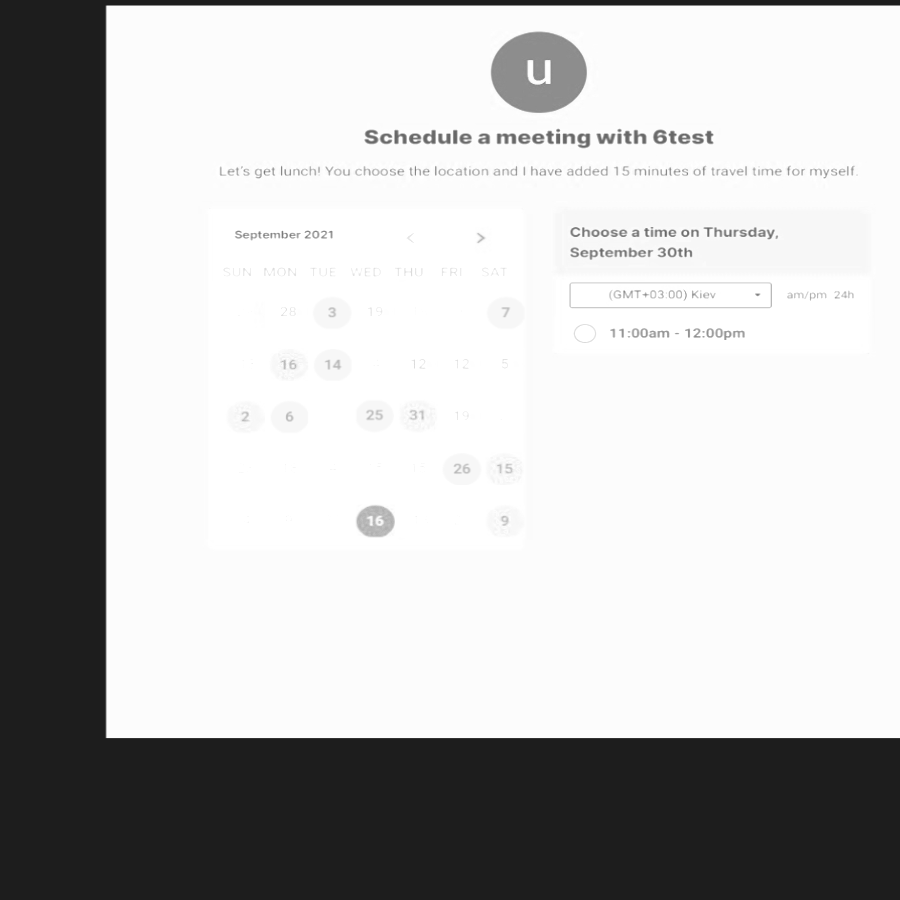 u
Schedule a meeting with 6test
Let's get lunch! You choose the location and I have added 15 minutes of travel time for myself.
September 2021 < >
SUN MON TUE WED THU FRI SAT
28 3 19 7
16 14 12 12 5
2 6 25 31 19
26 15
16 9
Choose a time on Thursday,
September 30th
(GMT+03:00) Kiev am/pm 24h
11:00am - 12:00pm